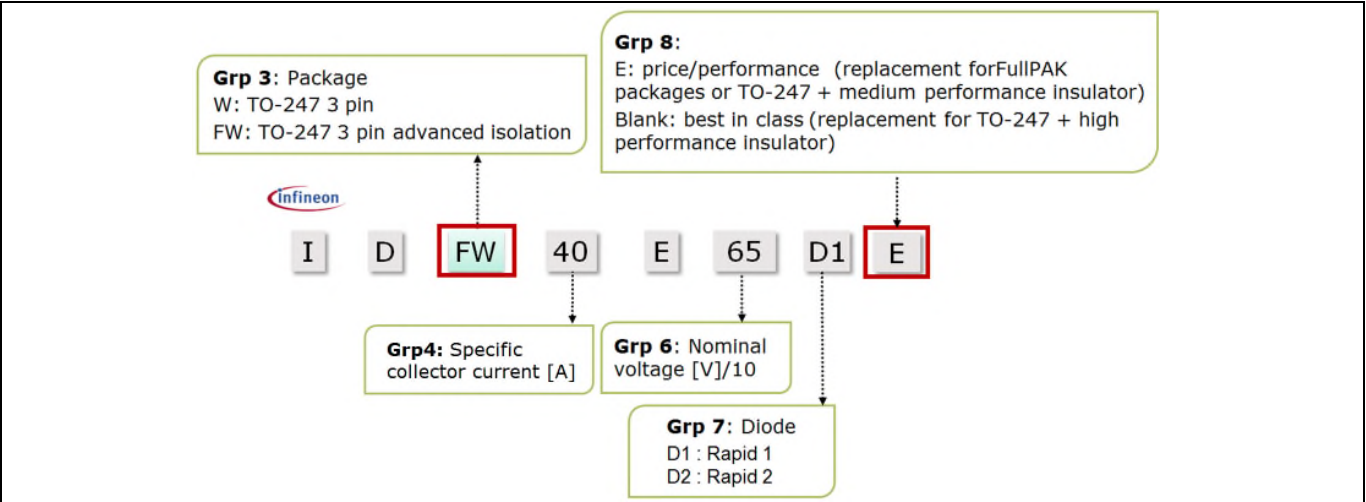 Grp 3: Package
W: TO-247 3 pin
FW: TO-247 3 pin advanced isolation
Grp 8:
E: price/performance (replacement forFullPAK
packages or TO-247 + medium performance insulator)
Blank: best in class (replacement for TO-247 + high
performance insulator)
infineon
I D FW 40 E 65 D1 E
Grp4: Specific
collector current [A]
Grp 6: Nominal
voltage [V]/10
Grp 7: Diode
D1 : Rapid 1
D2 : Rapid 2